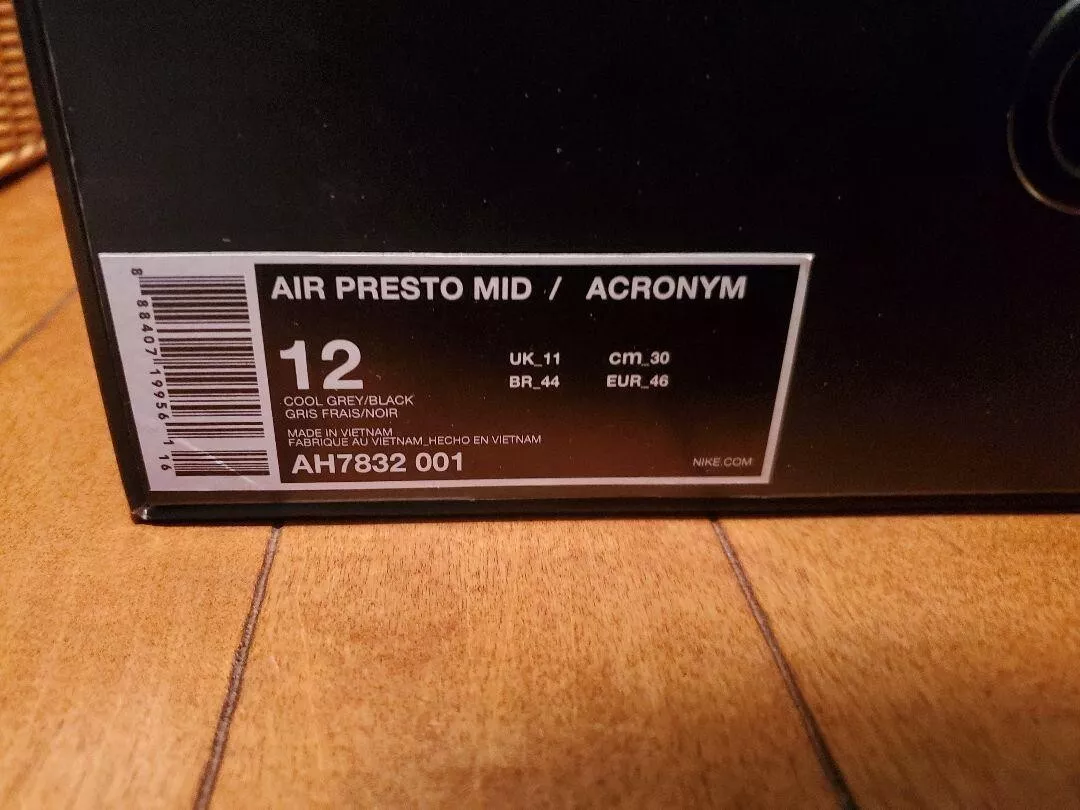 AIR PRESTO MID / ACRONYM
12
UK_11 cm_30
BR_44 EUR_46
COOL GREY/BLACK
GRIS FRAIS/NOIR
MADE IN VIETNAM
FABRIQUE AU VIETNAM_HECHO EN VIETNAM
AH7832 001
NIKE.COM
8 88407 19956 1 16